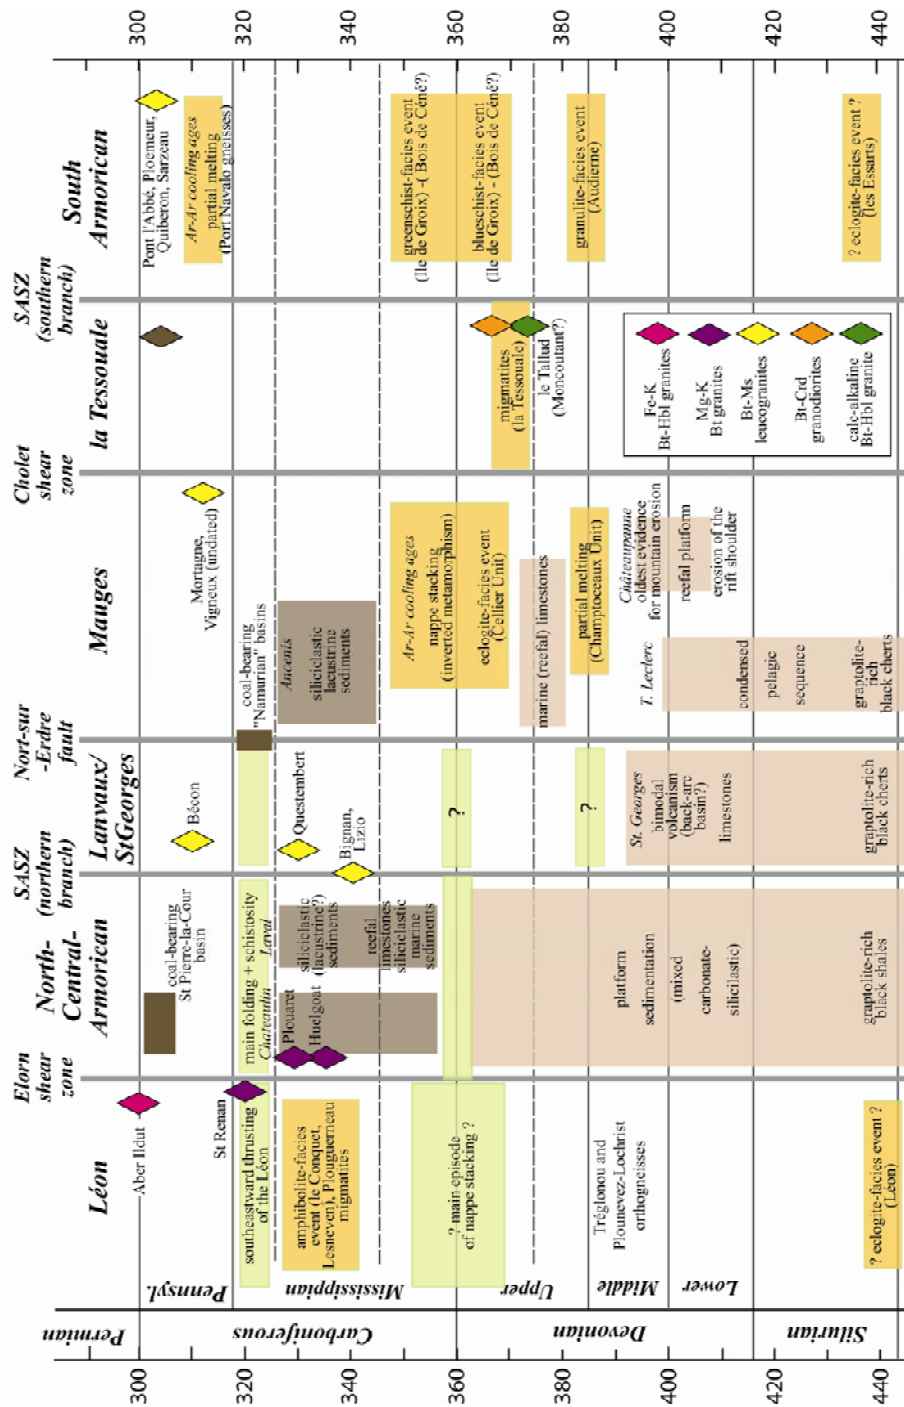 Elorn
shear
zone
SASZ
(northern
branch)
Nort-sur
-Erdre
fault
Cholet
shear
zone
SASZ
(southern
branch)
Léon
North-
Central-
Armorican
Lanvaux/
StGeorges
Mauges
la Tessouale
South
Armorican
Permian
Carboniferous
Devonian
Silurian
Pennsyl.
Mississippian
Upper
Middle
Lower
300
320
340
360
380
400
420
440
Aber Ildut
St Renan
southeastward thrusting
of the Léon
amphibolite-facies
event (le Conquet,
Lesneven), Plouguerneau
migmatites
? main episode
of nappe stacking ?
Tréglonou and
Plounevez-Lochrist
orthogneisses
? eclogite-facies event ?
(Léon)
coal-bearing
St Pierre-la-Cour
basin
main folding + schistosity
Chateaulin
Laval
Plouaret
Huelgoat
siliciclastic
(lacustrine?)
sediments
reefal
limestones
siliciclastic
marine
sediments
platform
sedimentation
(mixed
carbonate-
silicilastic)
graptolite-rich
black shales
Bécon
Questembert
Bignan,
Lizio
?
?
St. Georges
bimodal
volcanism
(back-arc
basin?)
limestones
graptolite-rich
black cherts
Mortagne,
Vigneux (undated)
coal-bearing
"Namurian" basins
Ancenis
siliciclastic
lacustrine
sediments
Ar-Ar cooling ages
nappe stacking
(inverted metamorphism)
eclogite-facies event
(Cellier Unit)
marine (reefal) limestones
partial melting
(Champtoceaux Unit)
Châteaupanne
oldest evidence
for mountain erosion
reefal platform
erosion of the
rift shoulder
T. Leclerc
condensed
pelagic
sequence
graptolite-
rich
black cherts
migmatites
(la Tessouale)
le Tallud
(Moncoutant?)
Pont l'Abbé, Ploemeur,
Quiberon, Sarzeau
Ar-Ar cooling ages
partial melting
(Port Navalo gneisses)
greenschist-facies event
(Ile de Groix) -( Bois de Céné?)
blueschist-facies event
(Ile de Groix) - (Bois de Céné?)
granulite-facies event
(Audierne)
? eclogite-facies event ?
(les Essarts)
Fe-K
Bt-Hbl granites
Mg-K
Bt granites
Bt-Ms
leucogranites
Bt-Crd
granodiorites
calc-alkaline
Bt-Hbl granite
300
320
340
360
380
400
420
440